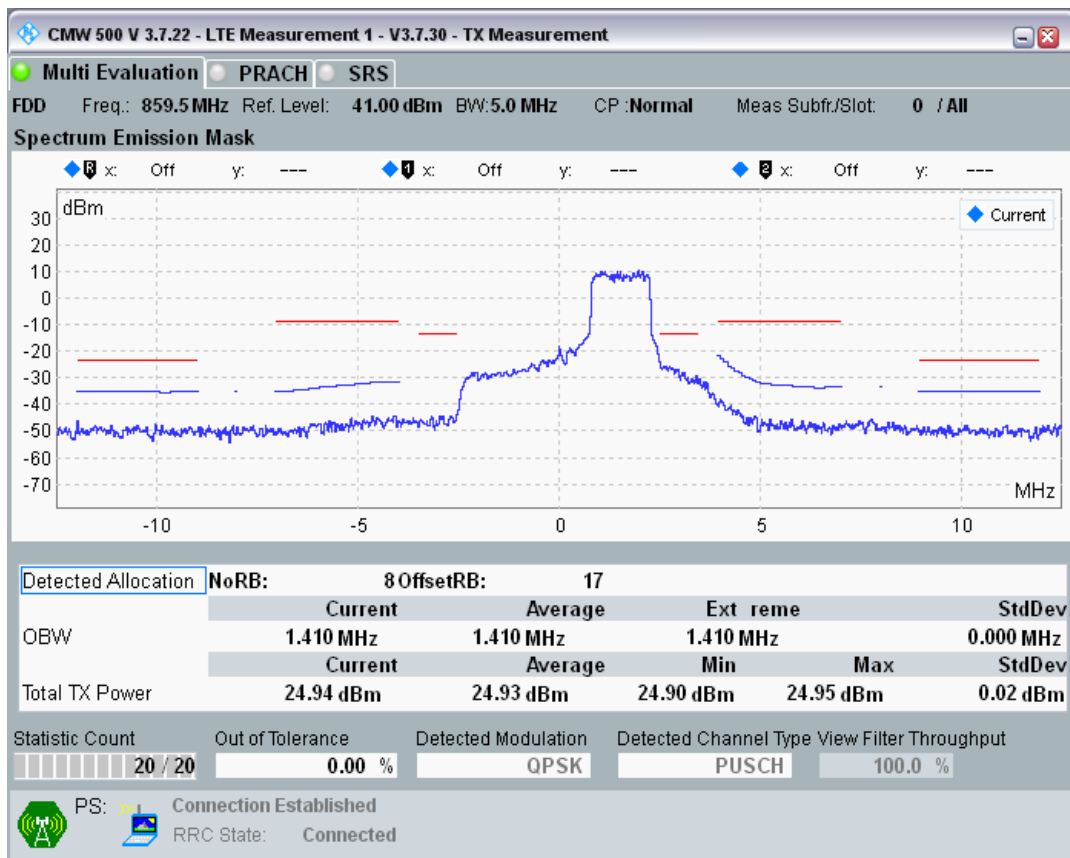 CMW 500 V 3.7.22 - LTE Measurement 1 - V3.7.30 - TX Measurement
Multi Evaluation PRACH SRS
FDD Freq.: 859.5 MHz Ref. Level: 41.00 dBm BW: 5.0 MHz CP : Normal Meas Subfr./Slot: 0 / All
Spectrum Emission Mask
R x: Off y: --- 1 x: Off y: --- 2 x: Off y: ---
dBm
Current
30
20
10
0
-10
-20
-30
-40
-50
-60
-70
MHz
-10 -5 0 5 10
Detected Allocation NoRB: 8 OffsetRB: 17
Current Average Ext reme StdDev
OBW 1.410 MHz 1.410 MHz 1.410 MHz 0.000 MHz
Current Average Min Max StdDev
Total TX Power 24.94 dBm 24.93 dBm 24.90 dBm 24.95 dBm 0.02 dBm
Statistic Count Out of Tolerance Detected Modulation Detected Channel Type View Filter Throughput
20 / 20 0.00 % QPSK PUSCH 100.0 %
PS: Connection Established
RRC State: Connected